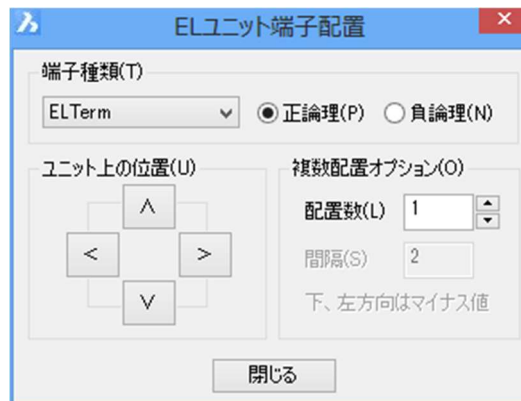 ELユニット端子配置
端子種類(T)
ELTerm
正論理(P) 負論理(N)
ユニット上の位置(U)
複数配置オプション(O)
配置数(L) 1
間隔(S) 2
下、左方向はマイナス値
閉じる